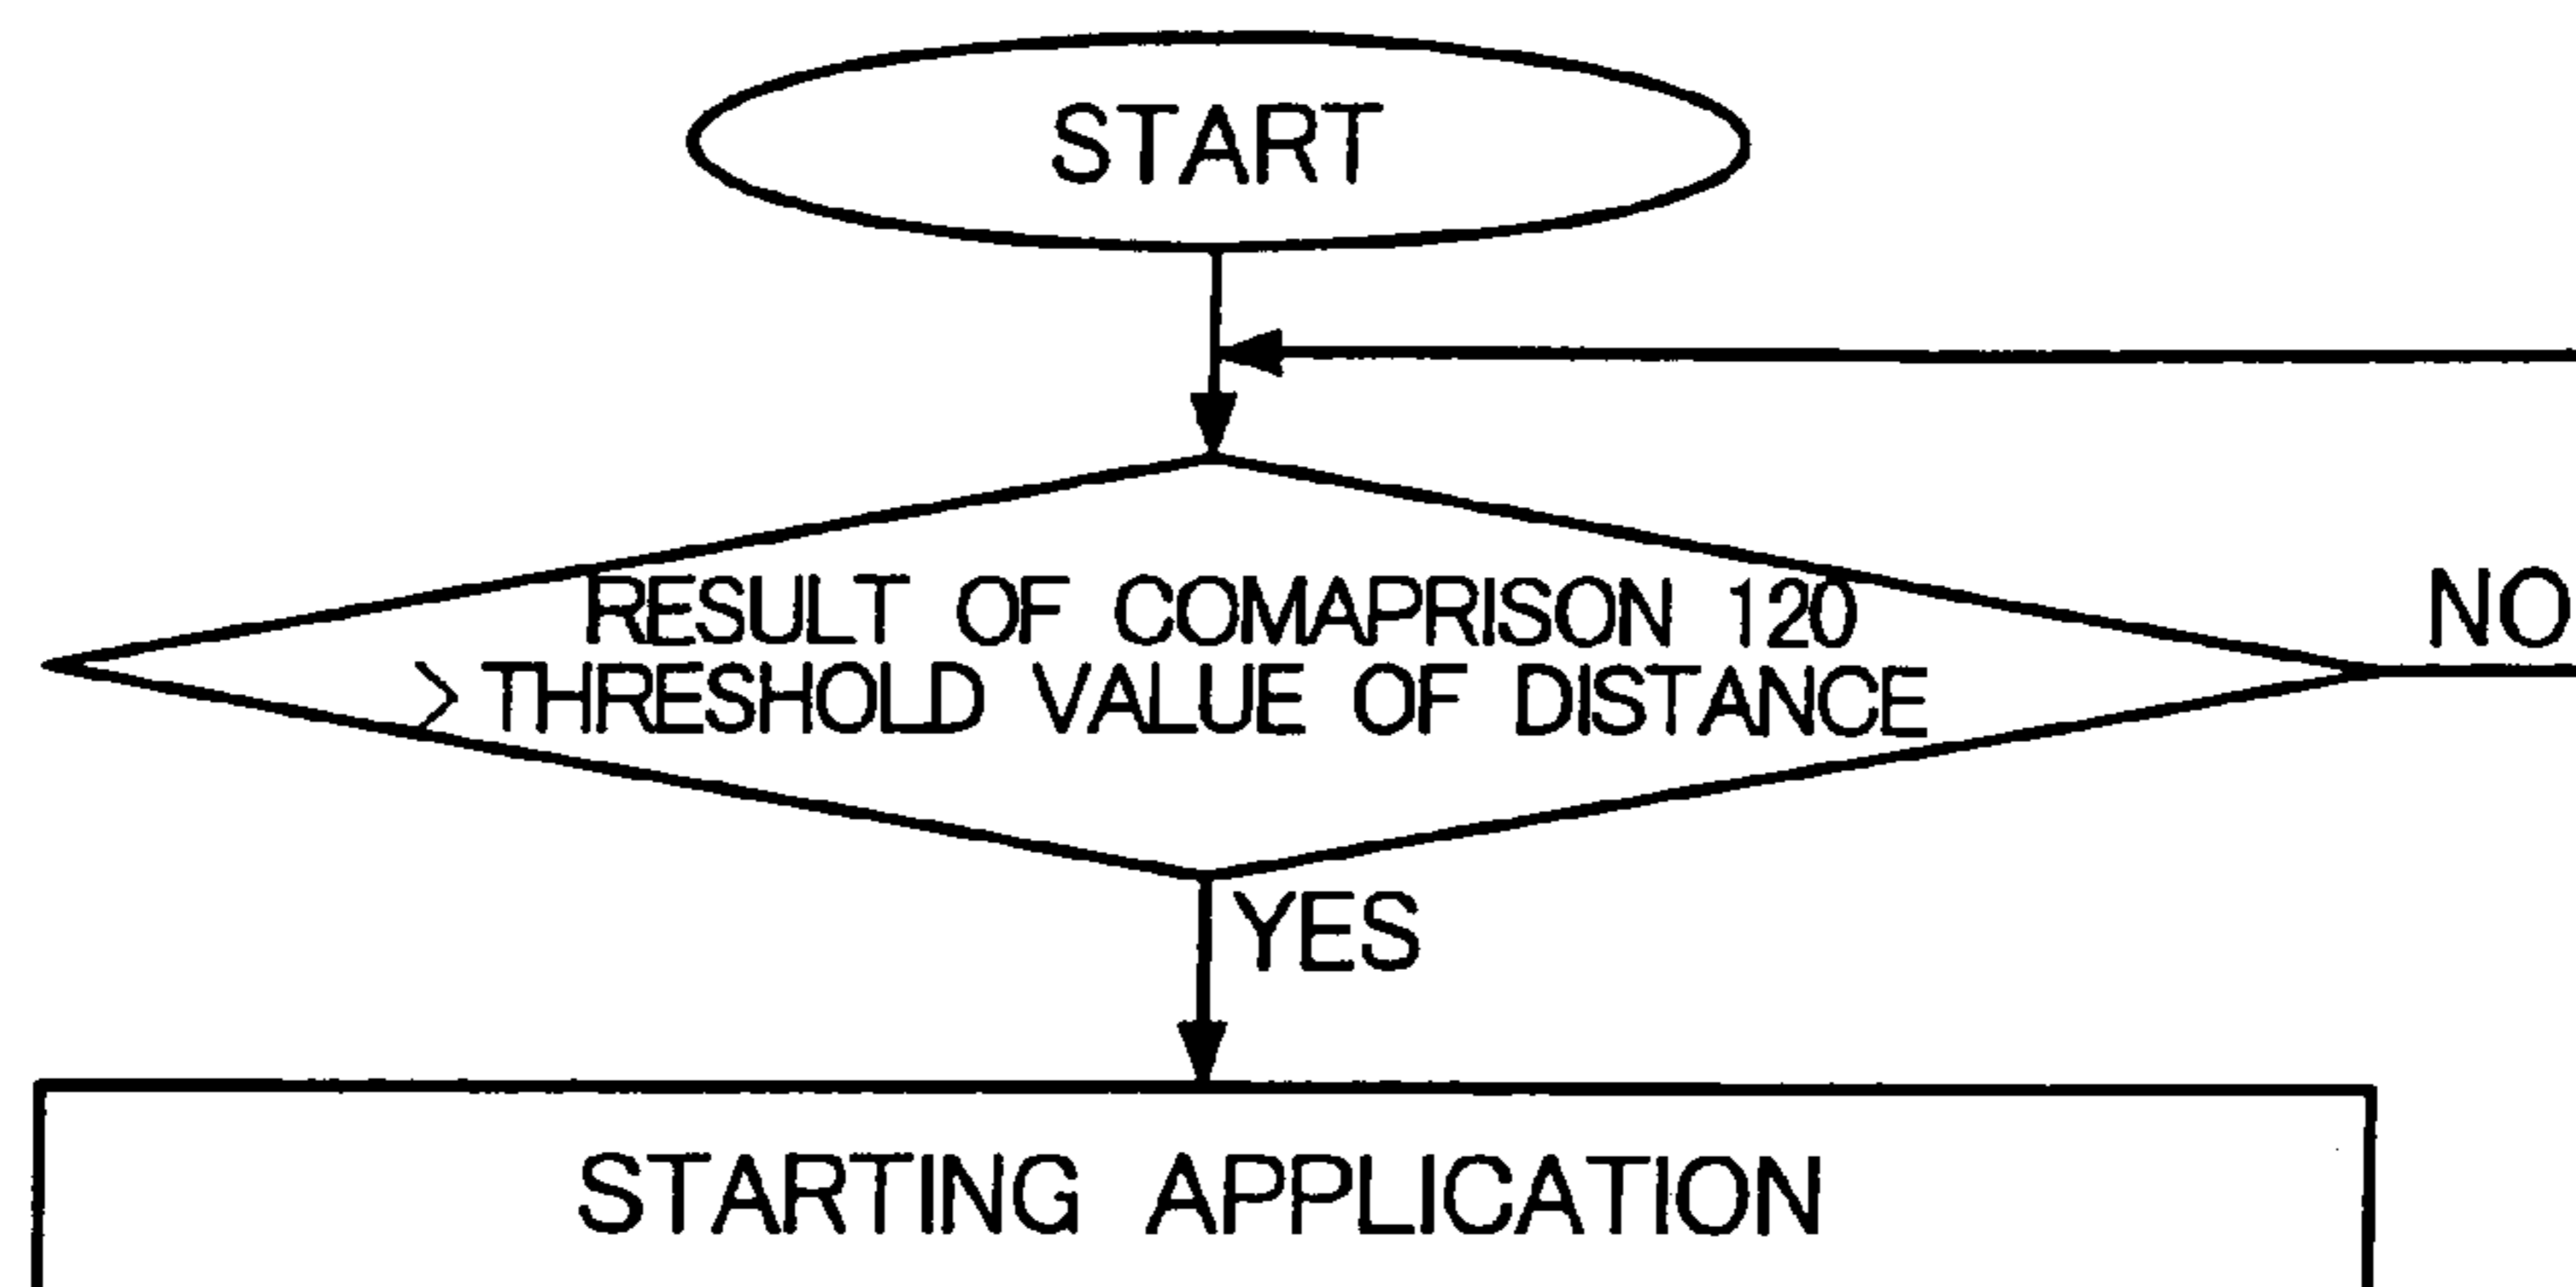 START
RESULT OF COMAPRISON 120
> THRESHOLD VALUE OF DISTANCE
NO
YES
STARTING APPLICATION